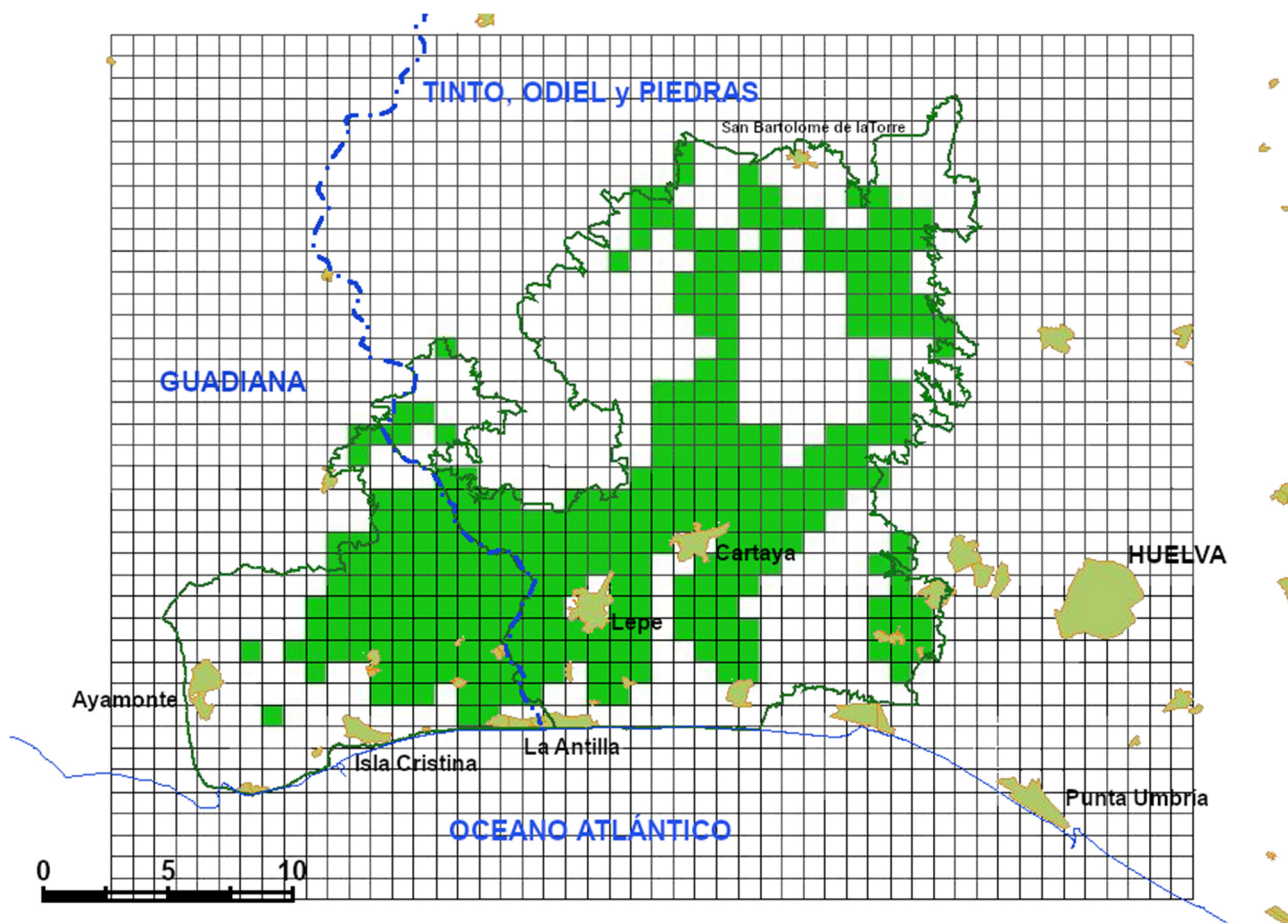 TINTO, ODIEL y PIEDRAS
San Bartolome de laTorre
GUADIANA
Cartaya
HUELVA
Lepe
Ayamonte
La Antilla
Isla Cristina
Punta Umbría
OCEANO ATLÁNTICO
0 5 10